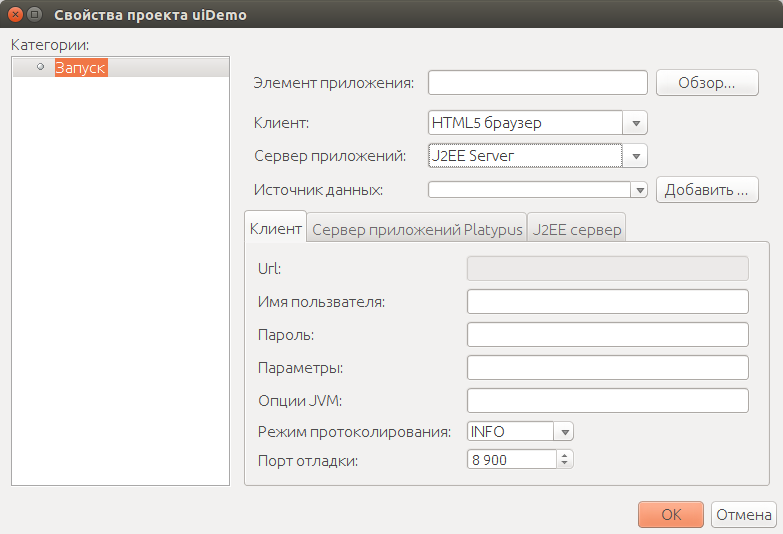 Свойства проекта uiDemo
Категории:
Запуск
Элемент приложения:
Обзор...
Клиент:
HTML5 браузер
Сервер приложений:
J2EE Server
Источник данных:
Добавить ...
Клиент Сервер приложений Platypus J2EE сервер
Url:
Имя пользвателя:
Пароль:
Параметры:
Опции JVM:
Режим протоколирования:
INFO
Порт отладки:
8 900
OK Отмена